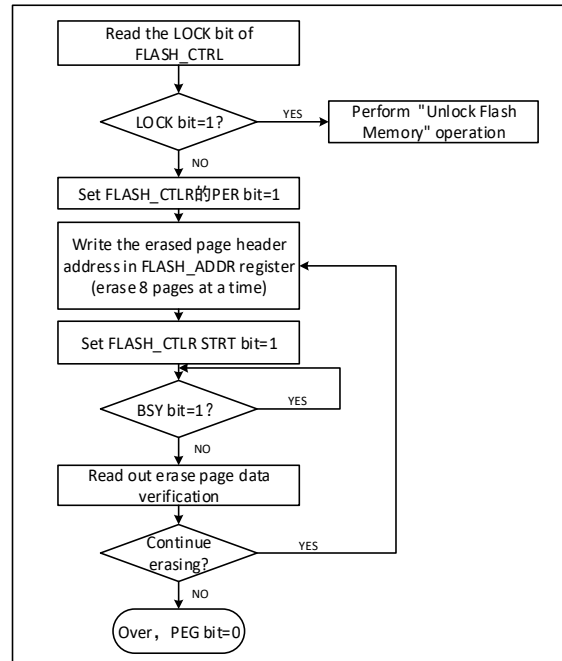 Read the LOCK bit of
FLASH_CTRL
LOCK bit=1?
YES
Perform "Unlock Flash
Memory" operation
NO
Set FLASH_CTLR的PER bit=1
Write the erased page header
address in FLASH_ADDR register
(erase 8 pages at a time)
Set FLASH_CTLR STRT bit=1
BSY bit=1?
YES
NO
Read out erase page data
verification
Continue
erasing?
YES
NO
Over，PEG bit=0